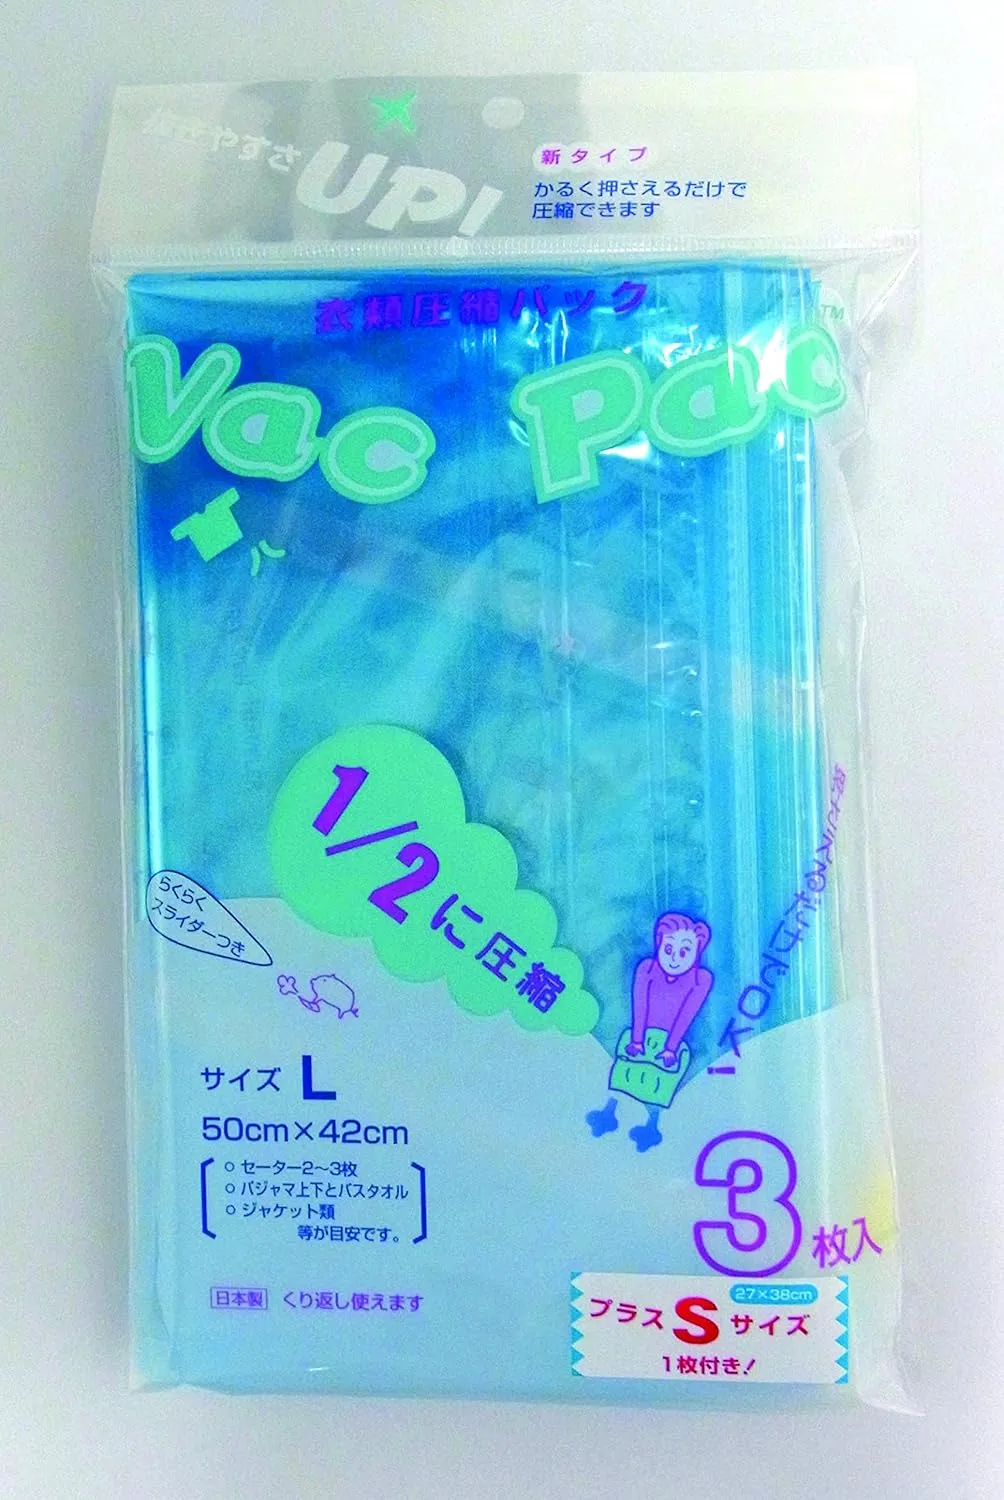 やすさUP!
新タイプ
かるく押さえるだけで
圧縮できます
衣類圧縮パック
Vac Pac
TM
1/2に圧縮
らくらく
スライダーつき
OK!
サイズ L
50cm×42cm
○ セーター2〜3枚
○ パジャマ上下とバスタオル
○ ジャケット類
等が目安です。
3枚入
日本製 くり返し使えます
27×38cm
プラスSサイズ
1枚付き!